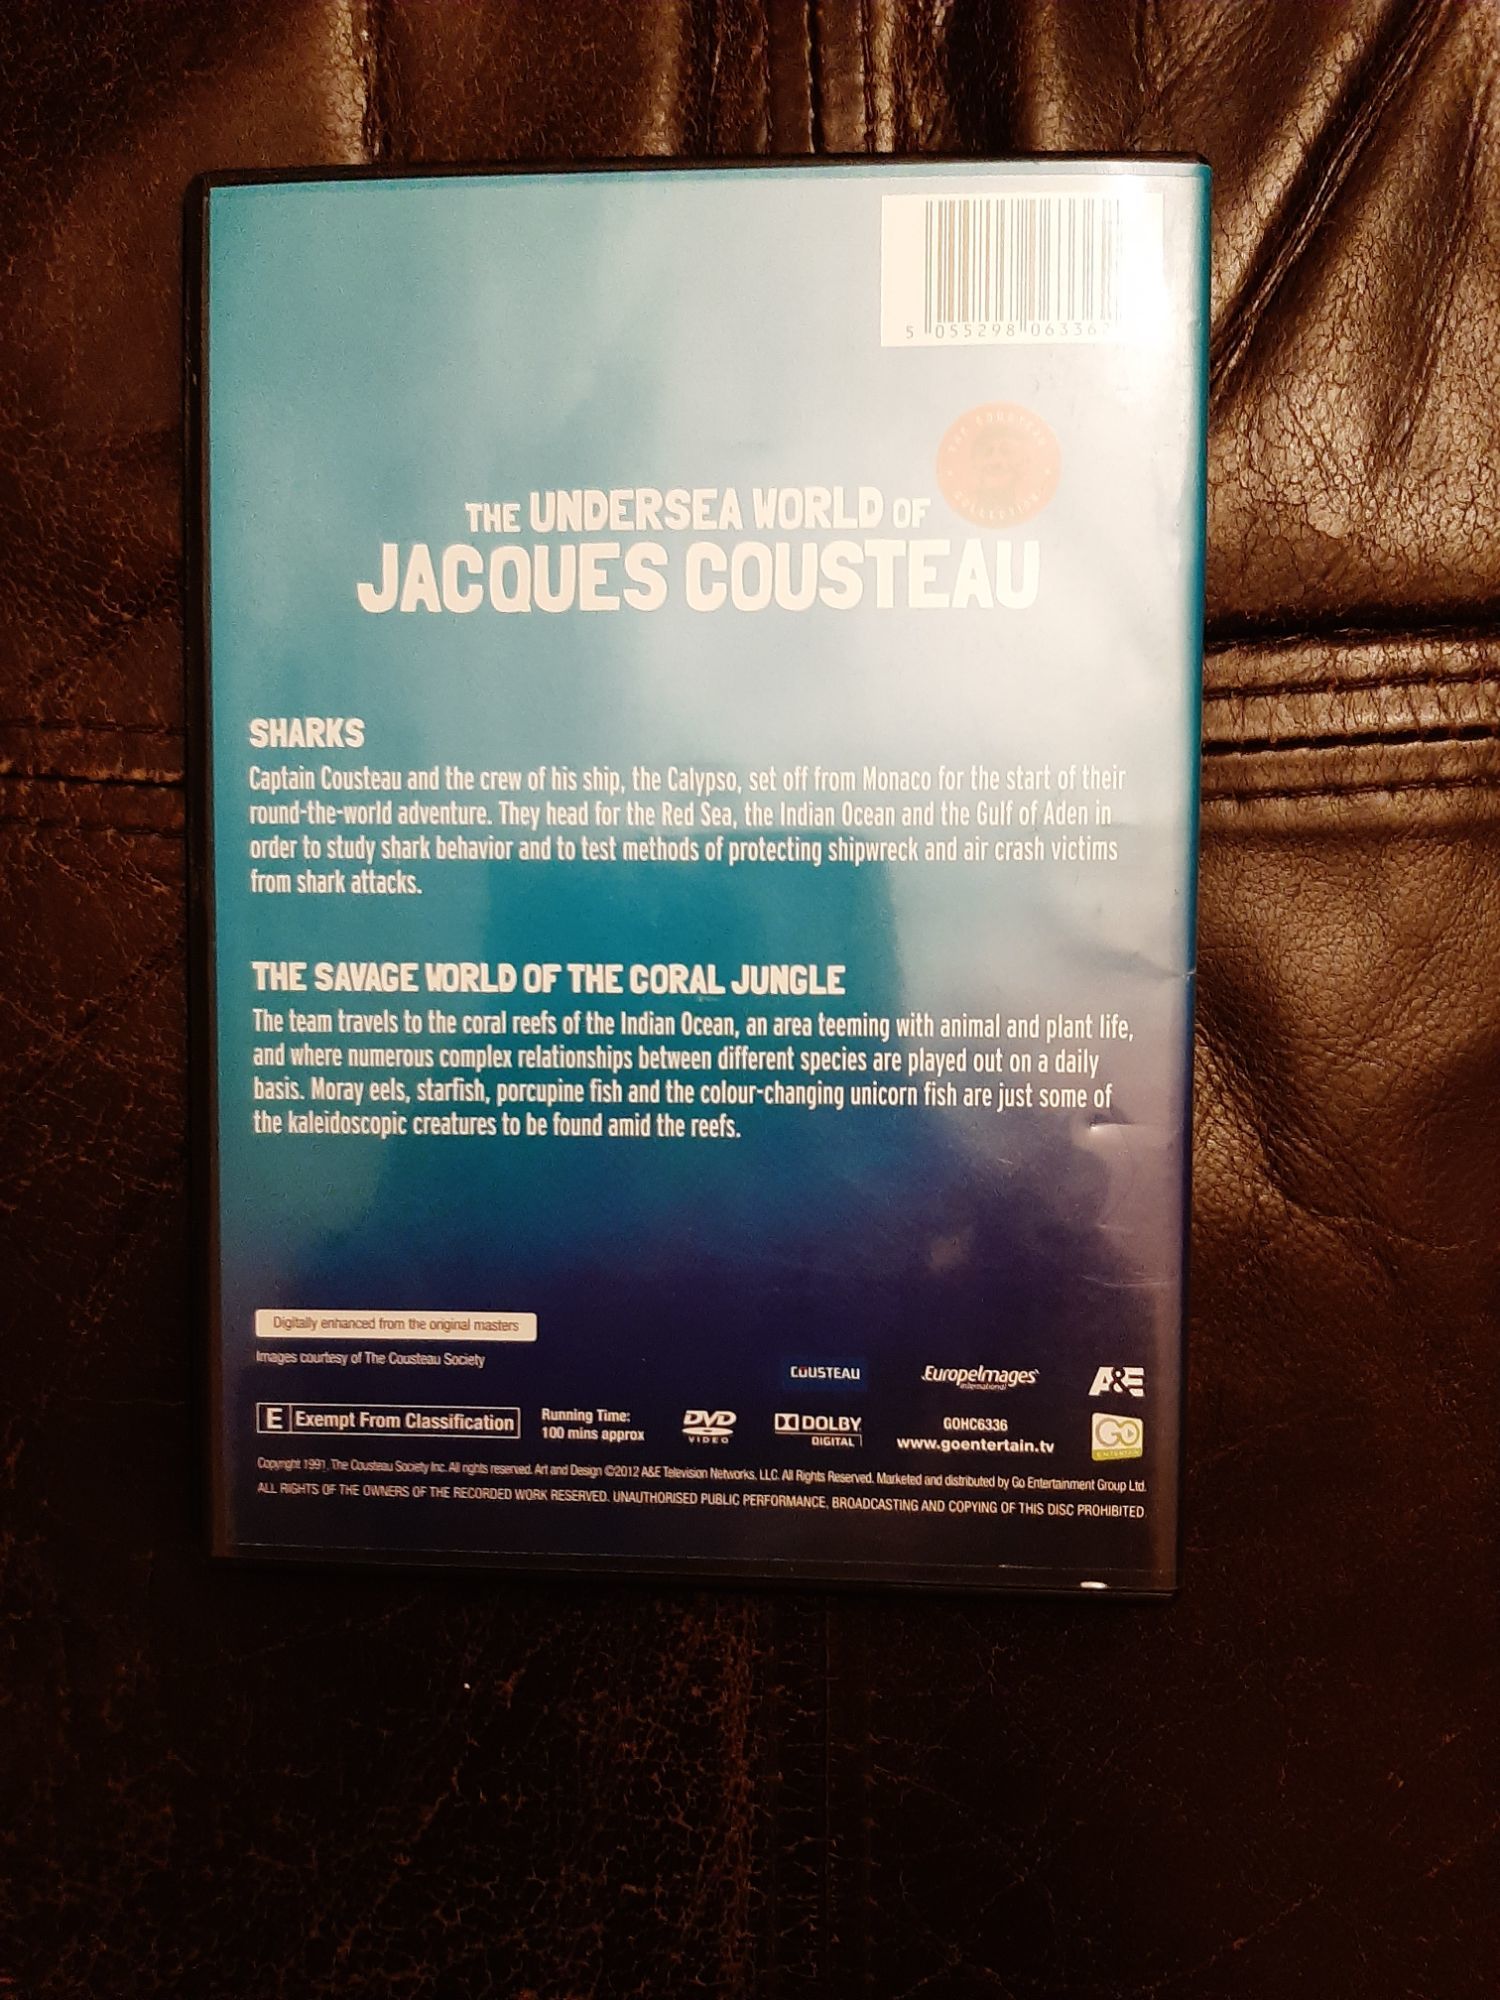 5 055298 063362
THE COUSTEAU COLLECTION
THE UNDERSEA WORLD OF
JACQUES COUSTEAU
SHARKS
Captain Cousteau and the crew of his ship, the Calypso, set off from Monaco for the start of their
round-the-world adventure. They head for the Red Sea, the Indian Ocean and the Gulf of Aden in
order to study shark behavior and to test methods of protecting shipwreck and air crash victims
from shark attacks.
THE SAVAGE WORLD OF THE CORAL JUNGLE
The team travels to the coral reefs of the Indian Ocean, an area teeming with animal and plant life,
and where numerous complex relationships between different species are played out on a daily
basis. Moray eels, starfish, porcupine fish and the colour-changing unicorn fish are just some of
the kaleidoscopic creatures to be found amid the reefs.
Digitally enhanced from the original masters
Images courtesy of The Cousteau Society
COUSTEAU
EuropeImages
international
A&E
E Exempt From Classification
Running Time:
100 mins approx
DVD
VIDEO
DOLBY
DIGITAL
GOHC6336
www.goentertain.tv
GO
ENTERTAIN
Copyright 1991, The Cousteau Society Inc. All rights reserved. Art and Design ©2012 A&E Television Networks, LLC. All Rights Reserved. Marketed and distributed by Go Entertainment Group Ltd.
ALL RIGHTS OF THE OWNERS OF THE RECORDED WORK RESERVED. UNAUTHORISED PUBLIC PERFORMANCE, BROADCASTING AND COPYING OF THIS DISC PROHIBITED.